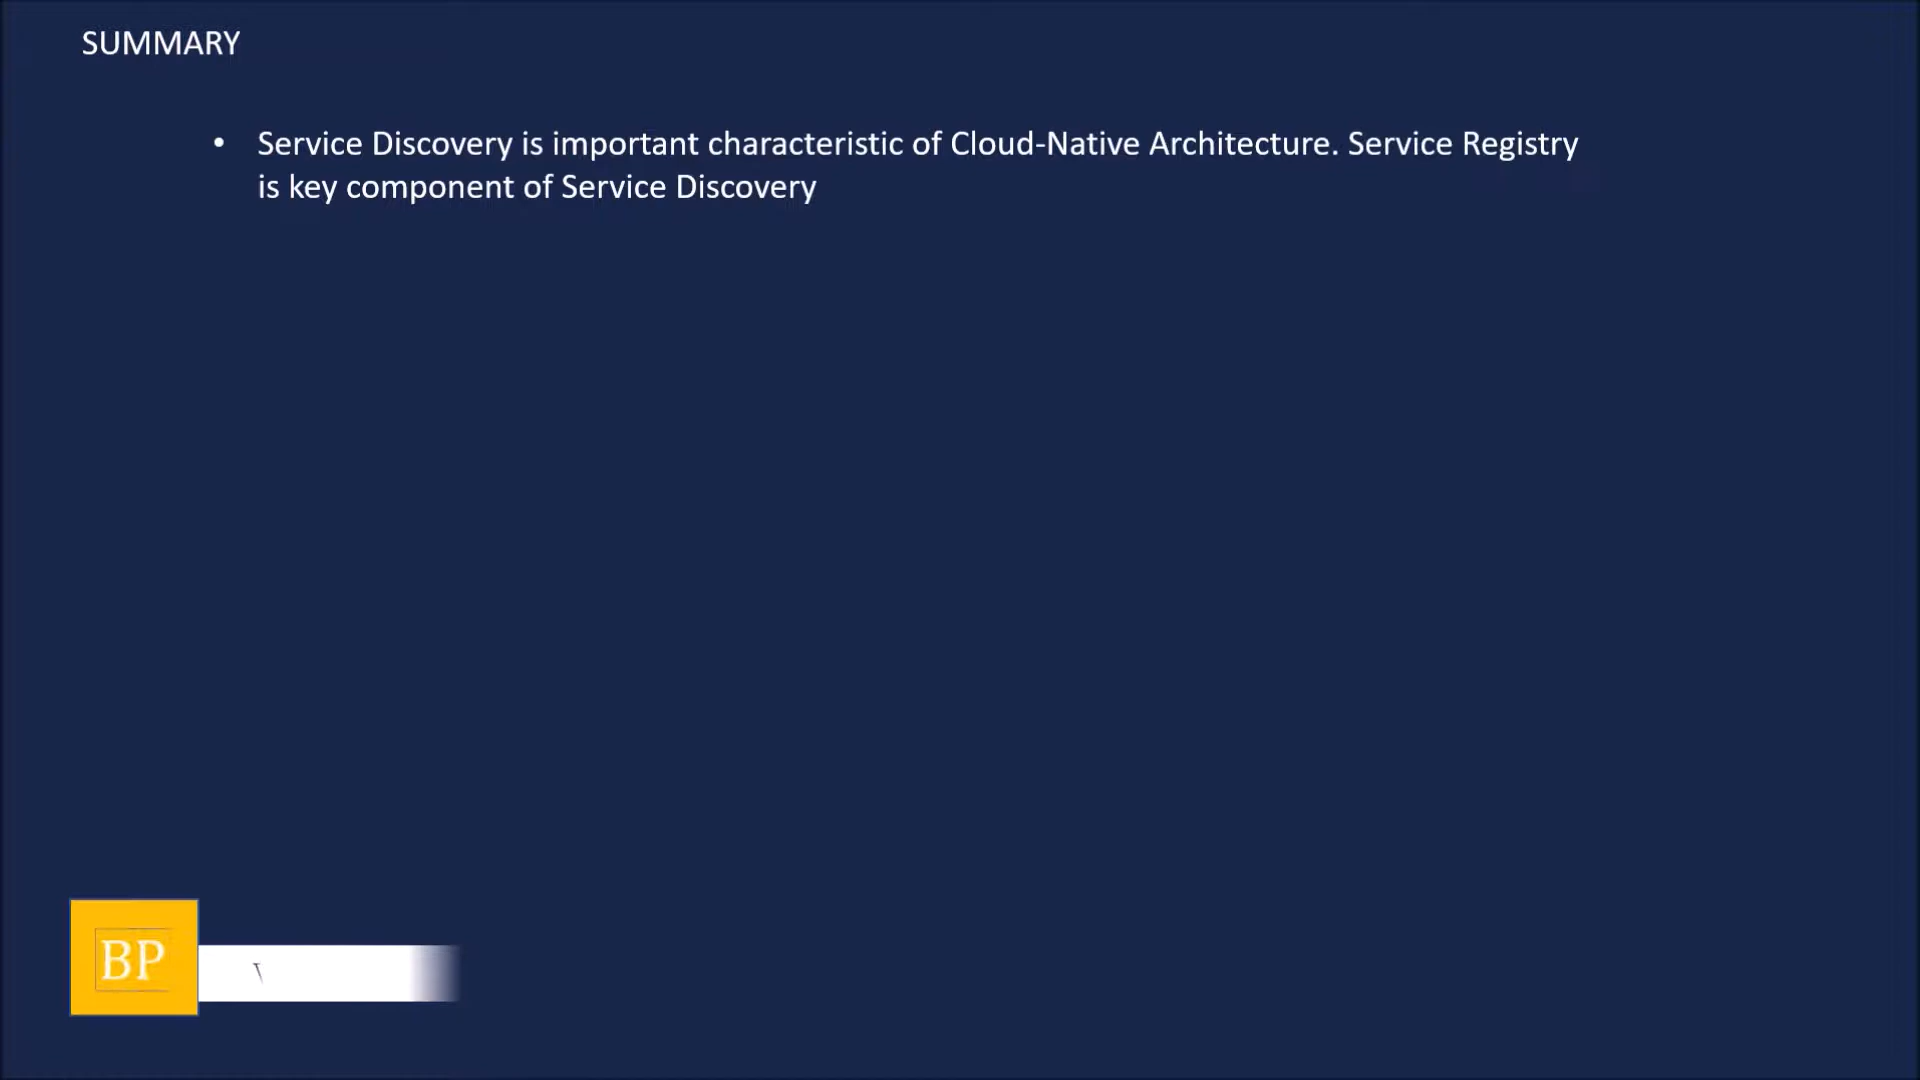 SUMMARY
• Service Discovery is important characteristic of Cloud-Native Architecture. Service Registry
is key component of Service Discovery
BP